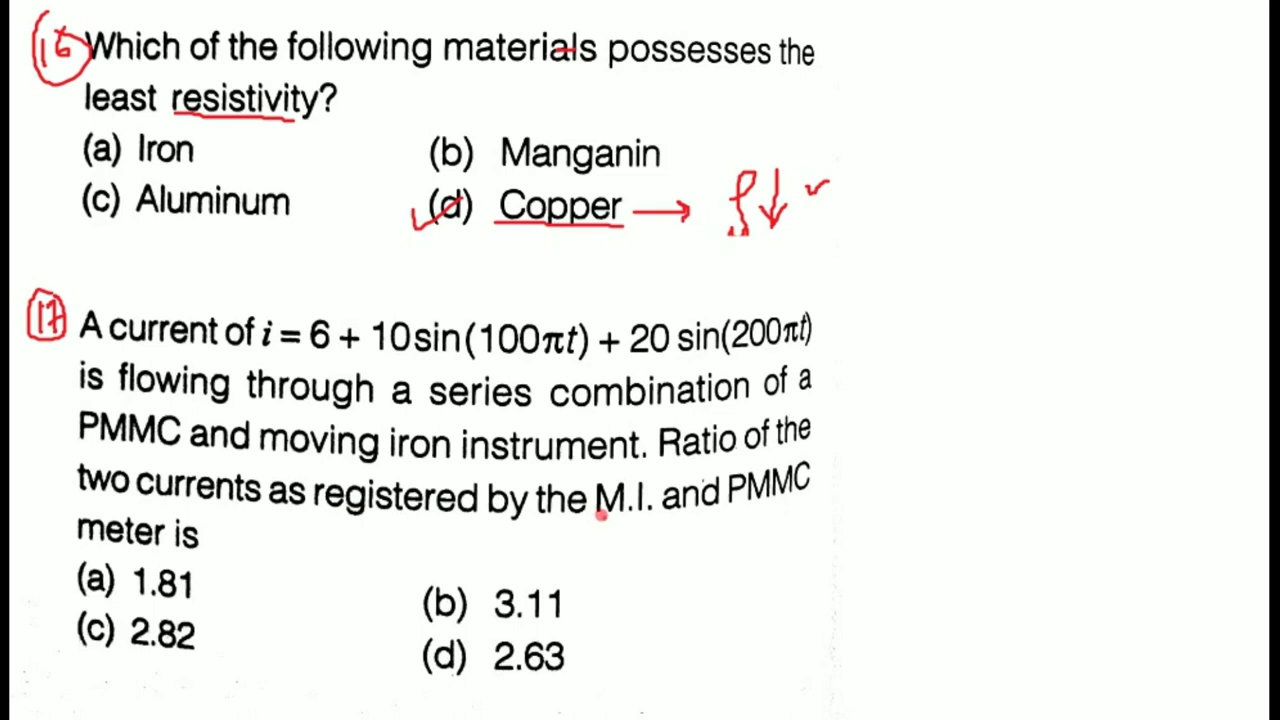 16 Which of the following materials possesses the
least resistivity?
(a) Iron (b) Manganin
(c) Aluminum (d) Copper → ρ↓
17 A current of i = 6 + 10sin(100πt) + 20 sin(200πt)
is flowing through a series combination of a
PMMC and moving iron instrument. Ratio of the
two currents as registered by the M.I. and PMMC
meter is
(a) 1.81 (b) 3.11
(c) 2.82 (d) 2.63